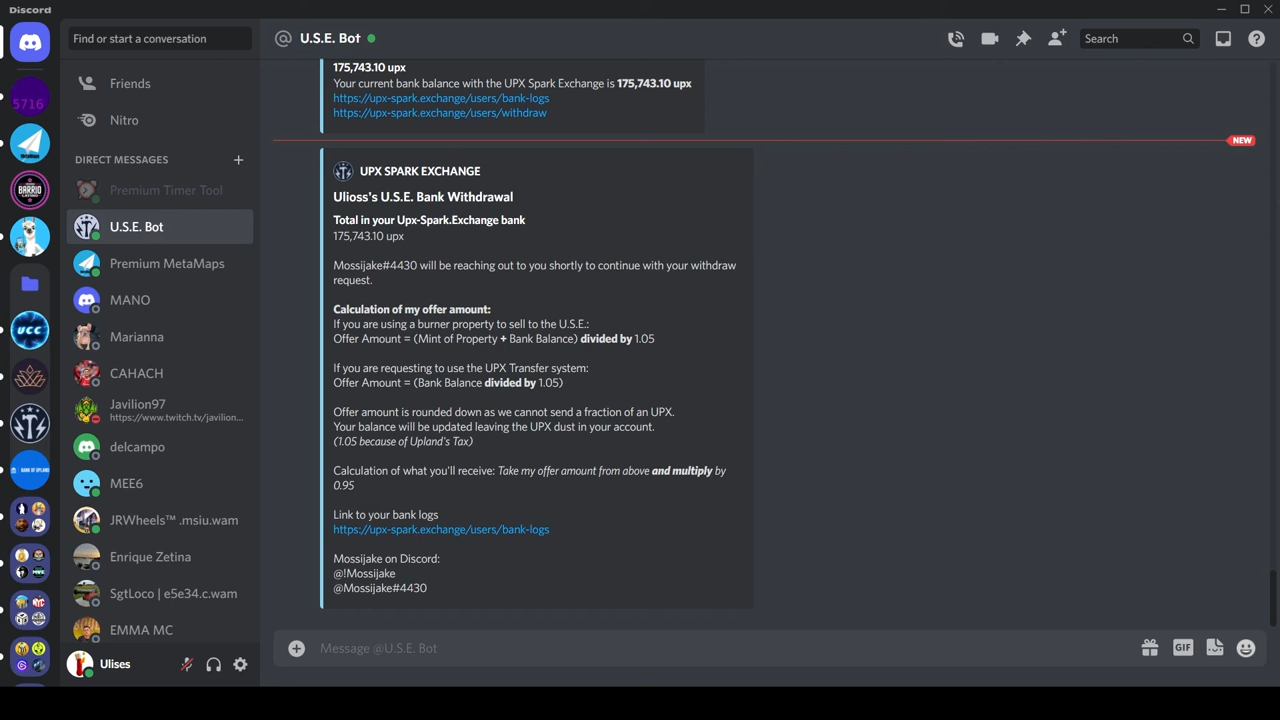 Discord
Find or start a conversation
Friends
Nitro
DIRECT MESSAGES
Premium Timer Tool
U.S.E. Bot
Premium MetaMaps
MANO
Marianna
CAHACH
Javilion97
https://www.twitch.tv/javilion...
delcampo
MEE6
JRWheels™ .msiu.wam
Enrique Zetina
SgtLoco | e5e34.c.wam
EMMA MC
Ulises
5716
BARRIO
UCC
BANK OF UPLAND
U.S.E. Bot
Search
175,743.10 upx
Your current bank balance with the UPX Spark Exchange is 175,743.10 upx
https://upx-spark.exchange/users/bank-logs
https://upx-spark.exchange/users/withdraw
NEW
UPX SPARK EXCHANGE
Ulioss's U.S.E. Bank Withdrawal
Total in your Upx-Spark.Exchange bank
175,743.10 upx
Mossijake#4430 will be reaching out to you shortly to continue with your withdraw
request.
Calculation of my offer amount:
If you are using a burner property to sell to the U.S.E.:
Offer Amount = (Mint of Property + Bank Balance) divided by 1.05
If you are requesting to use the UPX Transfer system:
Offer Amount = (Bank Balance divided by 1.05)
Offer amount is rounded down as we cannot send a fraction of an UPX.
Your balance will be updated leaving the UPX dust in your account.
(1.05 because of Upland's Tax)
Calculation of what you'll receive: Take my offer amount from above and multiply by
0.95
Link to your bank logs
https://upx-spark.exchange/users/bank-logs
Mossijake on Discord:
@!Mossijake
@Mossijake#4430
Message @U.S.E. Bot
GIF